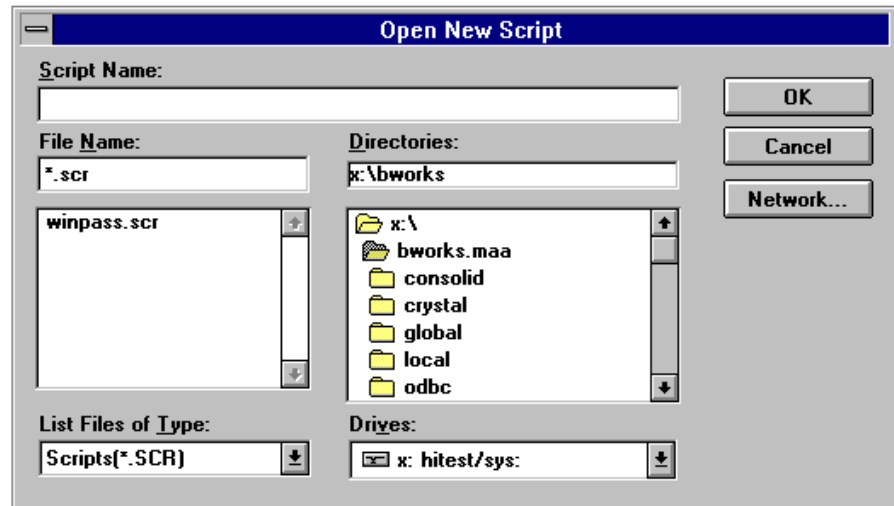 Open New Script
Script Name:
OK
File Name:
Directories:
Cancel
*.scr
x:\bworks
Network...
winpass.scr
x:\
bworks.maa
consolid
crystal
global
local
odbc
List Files of Type:
Drives:
Scripts(*.SCR)
x: hitest/sys: